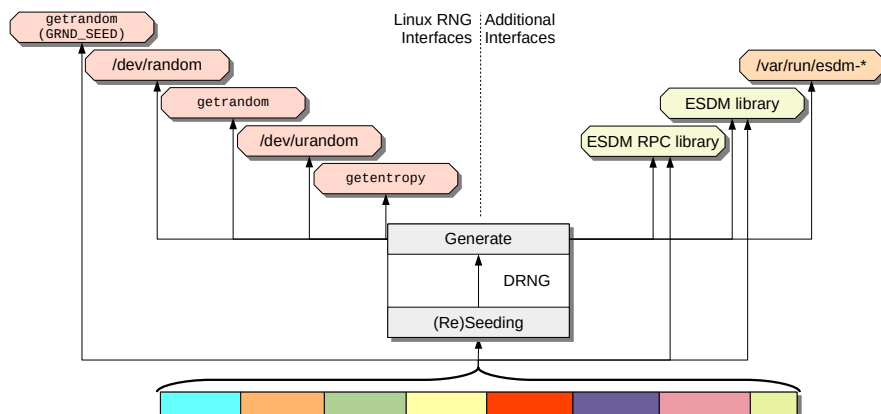 getrandom
(GRND_SEED)
Linux RNG
Interfaces
Additional
Interfaces
/dev/random
/var/run/esdm-*
getrandom
ESDM library
/dev/urandom
ESDM RPC library
getentropy
Generate
DRNG
(Re)Seeding